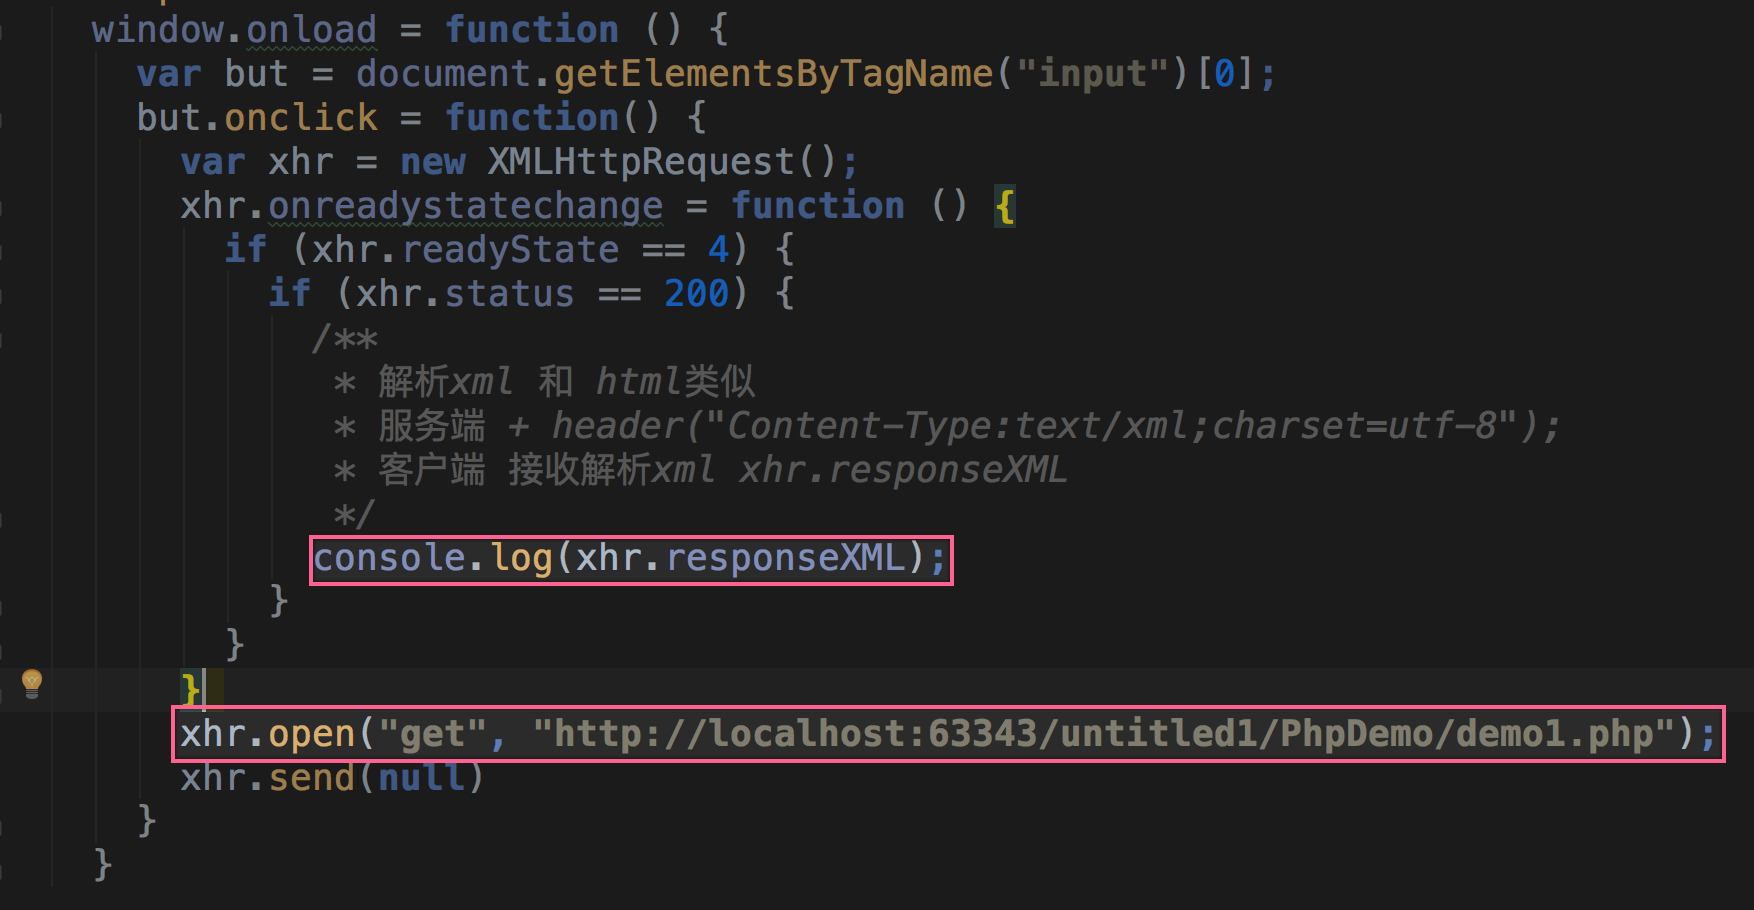 window.onload = function () {
var but = document.getElementsByTagName("input")[0];
but.onclick = function() {
var xhr = new XMLHttpRequest();
xhr.onreadystatechange = function () {
if (xhr.readyState == 4) {
if (xhr.status == 200) {
/**
* 解析xml 和 html类似
* 服务端 + header("Content-Type:text/xml;charset=utf-8");
* 客户端 接收解析xml xhr.responseXML
*/
console.log(xhr.responseXML);
}
}
}
xhr.open("get", "http://localhost:63343/untitled1/PhpDemo/demo1.php");
xhr.send(null)
}
}